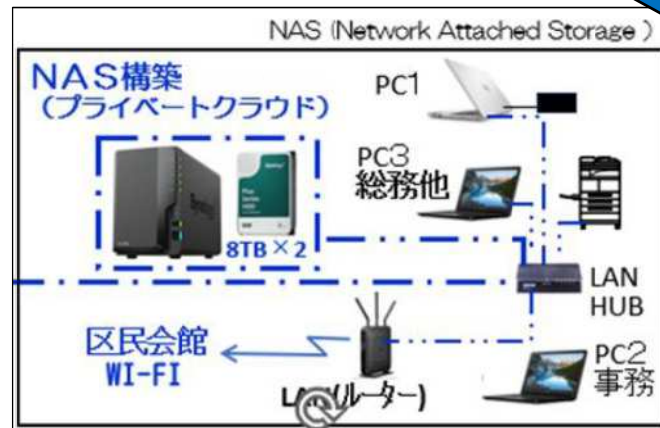 NAS (Network Attached Storage )
NAS構築
(プライベートクラウド)
PC1
PC3
総務他
8TB×2
LAN
HUB
区民会館
WI-FI
PC2
事務
(ルーター)